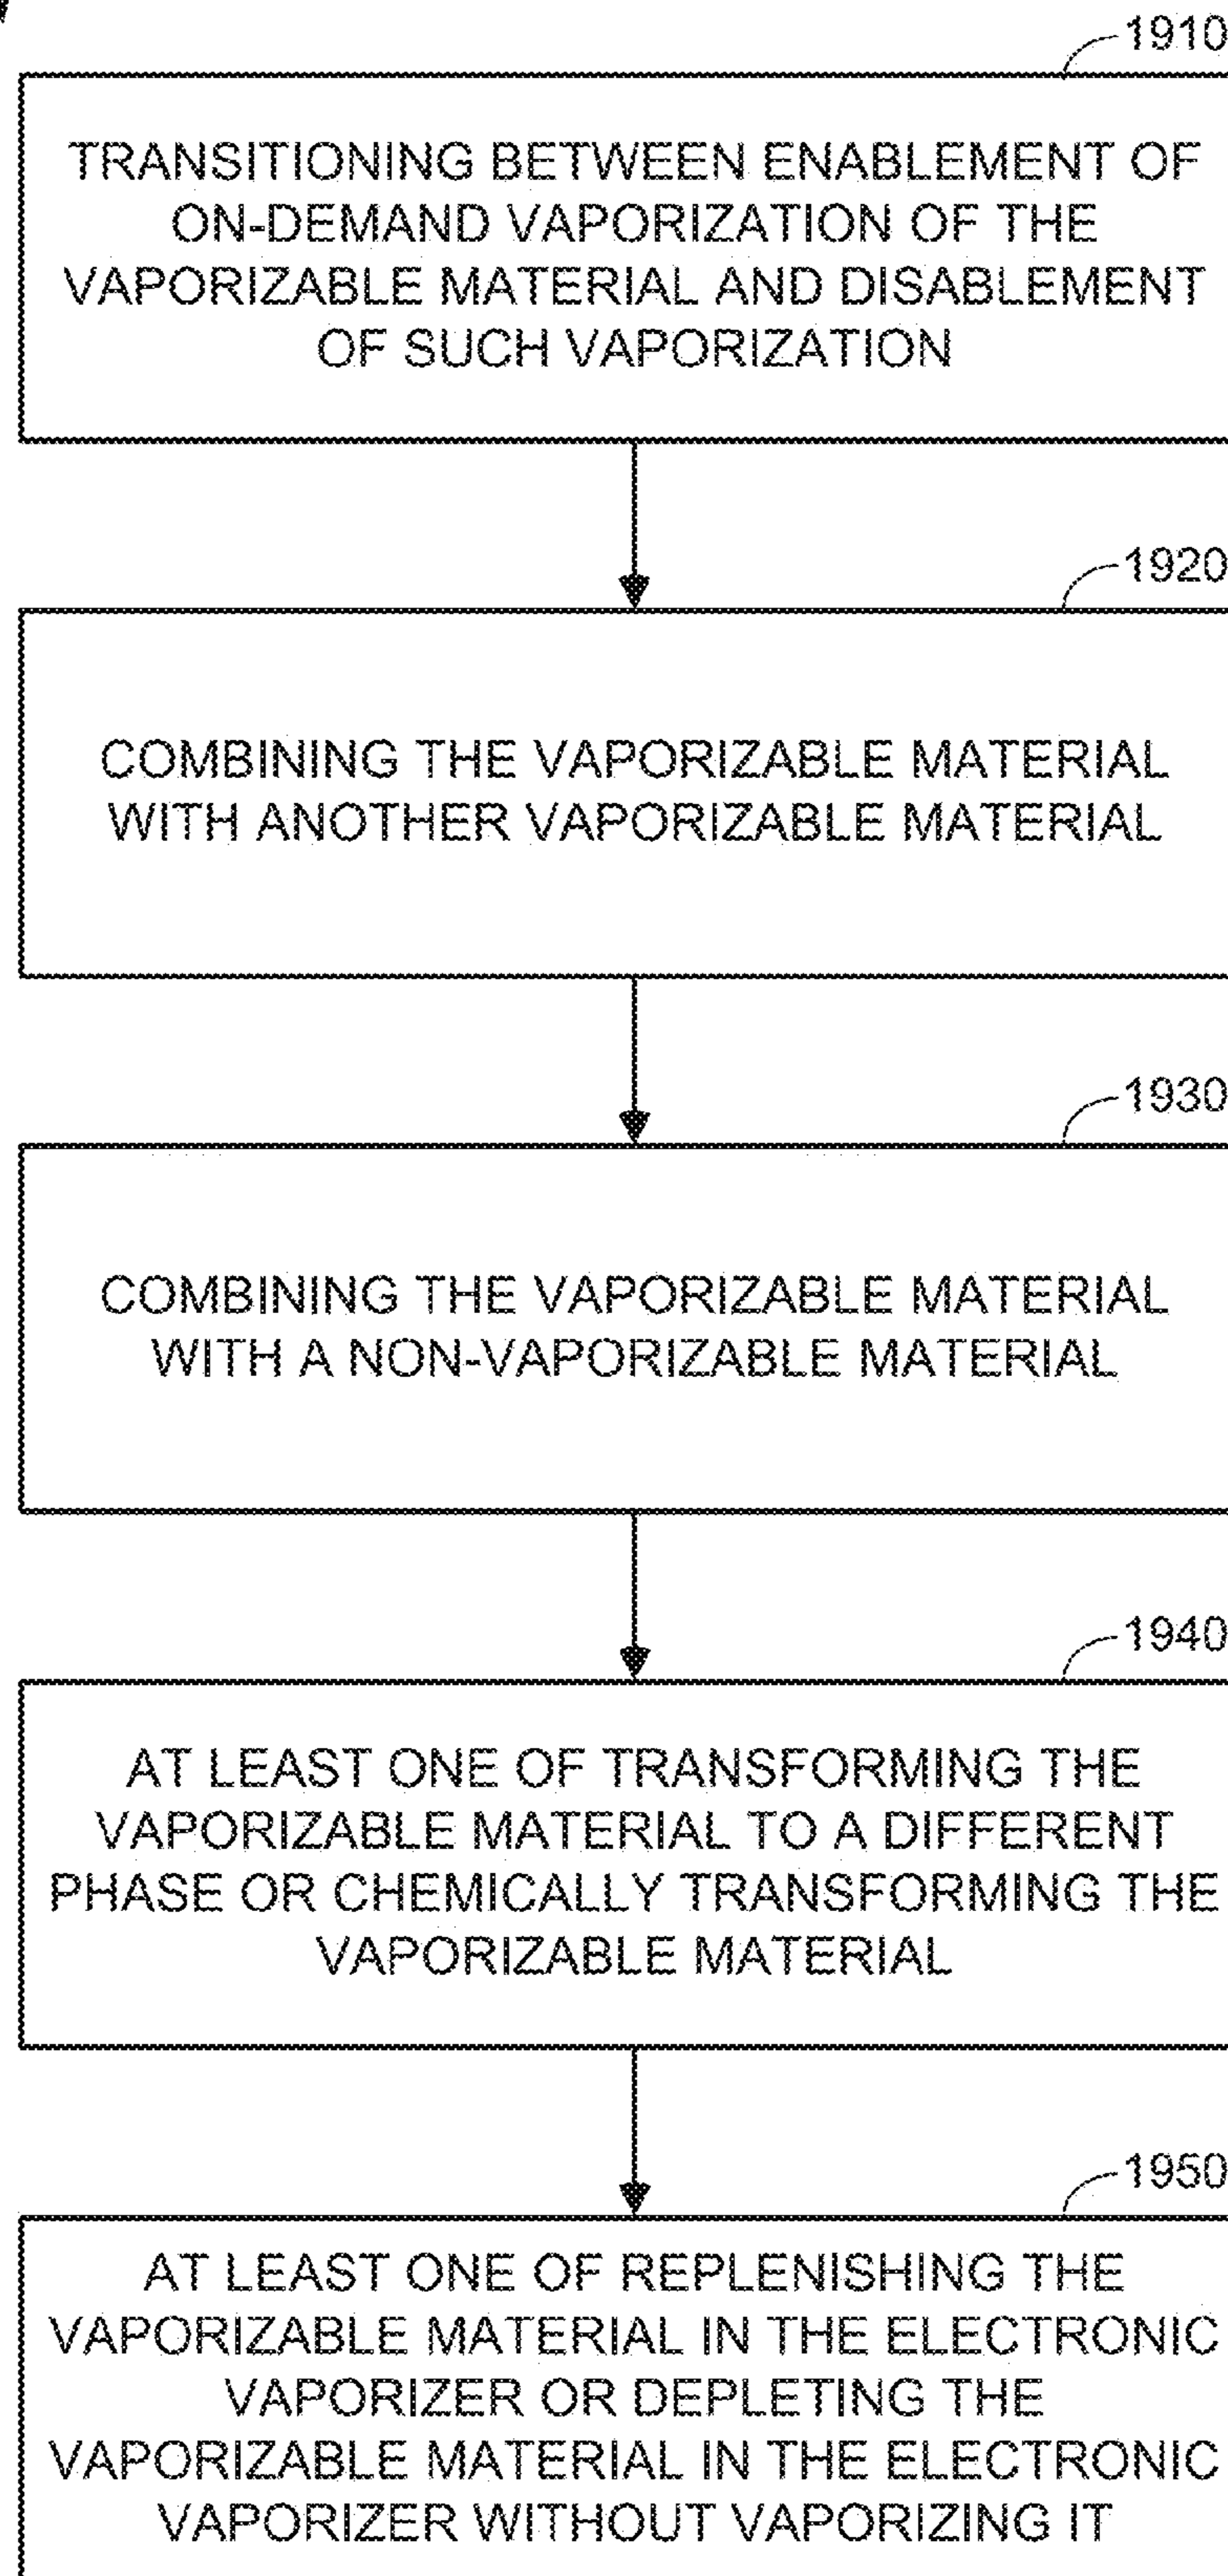 1910
TRANSITIONING BETWEEN ENABLEMENT OF
ON-DEMAND VAPORIZATION OF THE
VAPORIZABLE MATERIAL AND DISABLEMENT
OF SUCH VAPORIZATION
1920
COMBINING THE VAPORIZABLE MATERIAL
WITH ANOTHER VAPORIZABLE MATERIAL
1930
COMBINING THE VAPORIZABLE MATERIAL
WITH A NON-VAPORIZABLE MATERIAL
1940
AT LEAST ONE OF TRANSFORMING THE
VAPORIZABLE MATERIAL TO A DIFFERENT
PHASE OR CHEMICALLY TRANSFORMING THE
VAPORIZABLE MATERIAL
1950
AT LEAST ONE OF REPLENISHING THE
VAPORIZABLE MATERIAL IN THE ELECTRONIC
VAPORIZER OR DEPLETING THE
VAPORIZABLE MATERIAL IN THE ELECTRONIC
VAPORIZER WITHOUT VAPORIZING IT